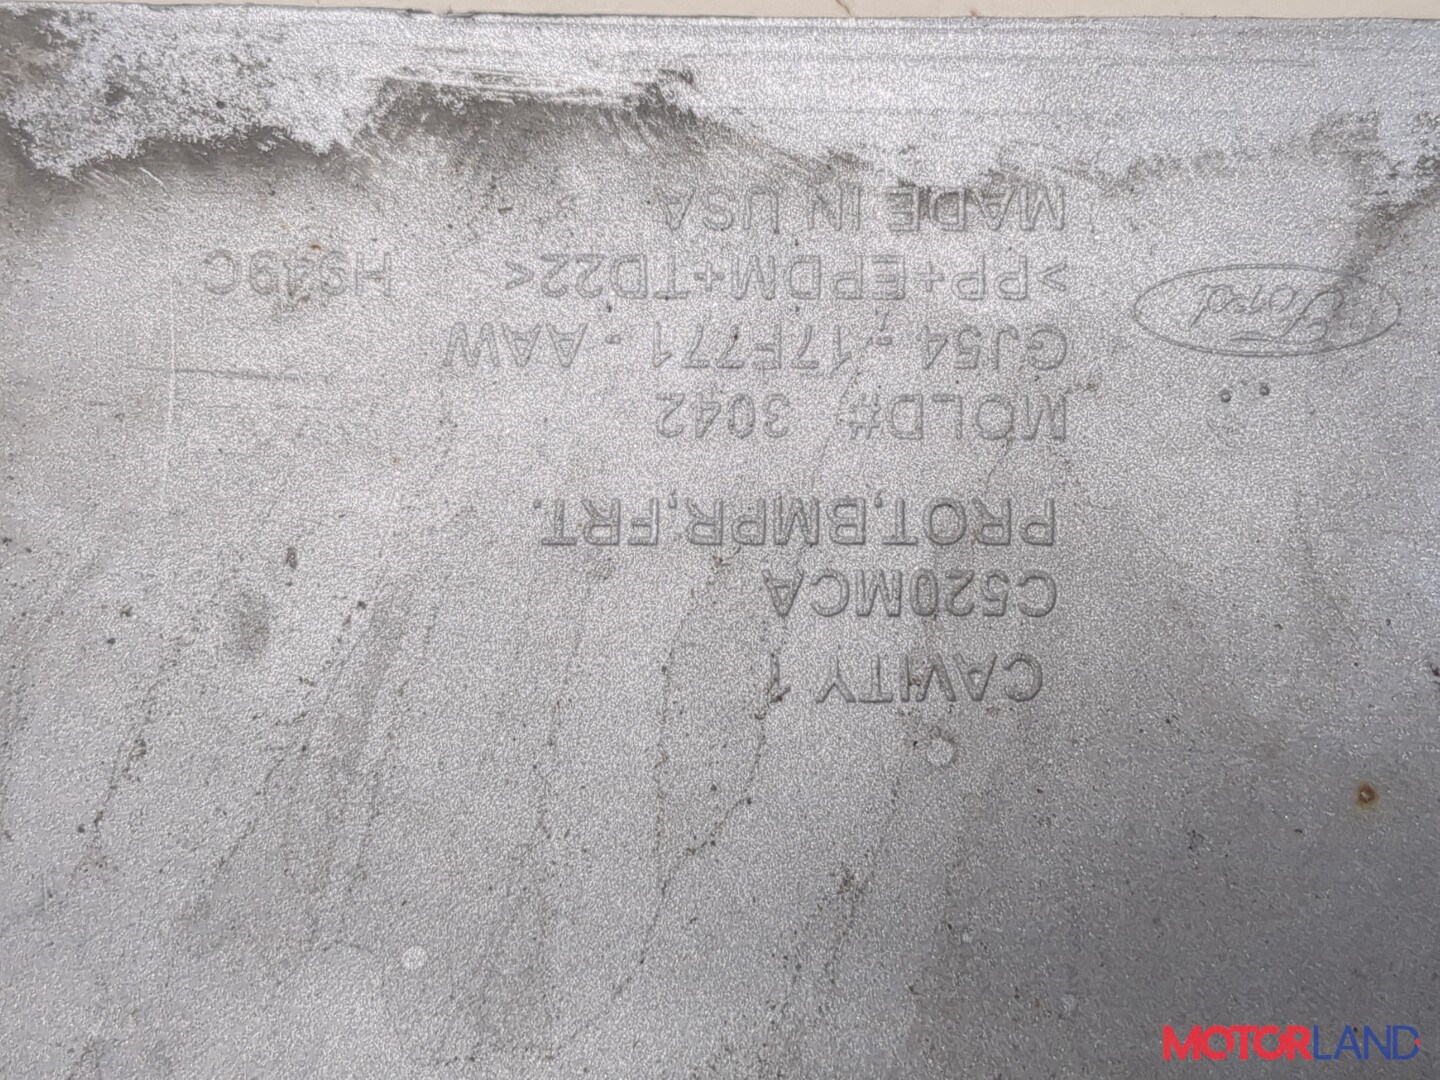 CAVITY 1
C520MCA
PROT,BMPR,FRT.
MOLD# 3042
GJ54 - 17F771 - AAW
>PP+EPDM+TD22< H949C
MADE IN USA
Ford
MOTORLAND